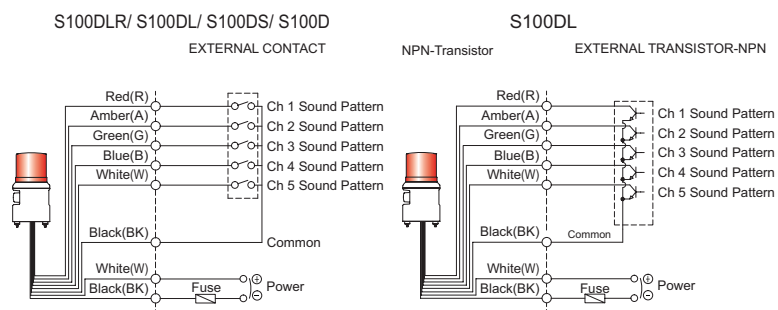 S100DLR/ S100DL/ S100DS/ S100D
EXTERNAL CONTACT
Red(R)
Amber(A)
Green(G)
Blue(B)
White(W)
Ch 1 Sound Pattern
Ch 2 Sound Pattern
Ch 3 Sound Pattern
Ch 4 Sound Pattern
Ch 5 Sound Pattern
Black(BK)
Common
White(W)
Black(BK)
Fuse
Power
S100DL
NPN-Transistor
EXTERNAL TRANSISTOR-NPN
Red(R)
Amber(A)
Green(G)
Blue(B)
White(W)
Ch 1 Sound Pattern
Ch 2 Sound Pattern
Ch 3 Sound Pattern
Ch 4 Sound Pattern
Ch 5 Sound Pattern
Black(BK)
Common
White(W)
Black(BK)
Fuse
Power